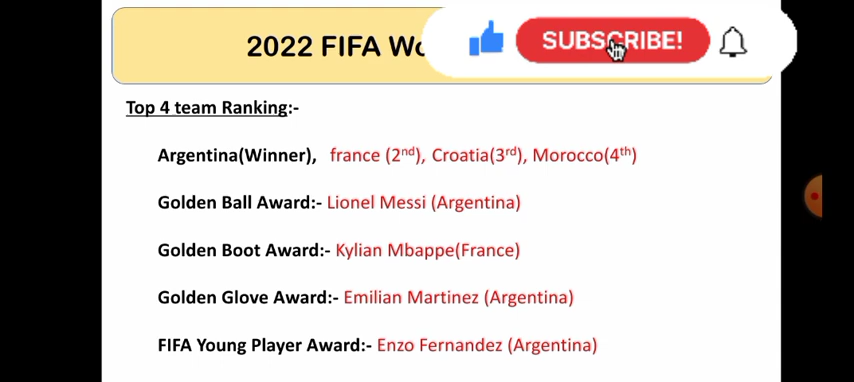 2022 FIFA
SUBSCRIBE!
Top 4 team Ranking:-
Argentina(Winner), france (2nd), Croatia(3rd), Morocco(4th)
Golden Ball Award:- Lionel Messi (Argentina)
Golden Boot Award:- Kylian Mbappe(France)
Golden Glove Award:- Emilian Martinez (Argentina)
FIFA Young Player Award:- Enzo Fernandez (Argentina)